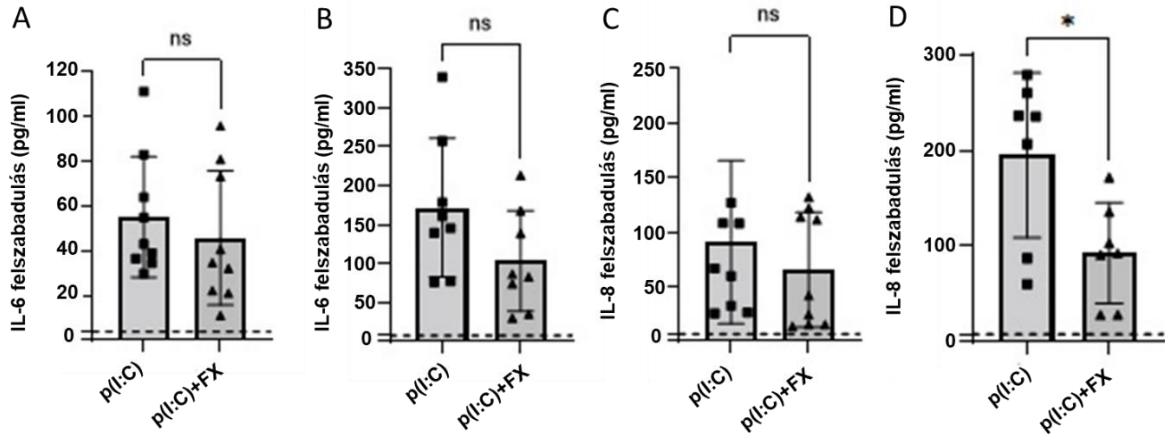 A
ns
IL-6 felszabadulás (pg/ml)
120
100
80
60
40
20
0
p(I:C)
p(I:C)+FX
B
ns
IL-6 felszabadulás (pg/ml)
350
300
250
200
150
100
50
0
p(I:C)
p(I:C)+FX
C
ns
IL-8 felszabadulás (pg/ml)
250
200
150
100
50
0
p(I:C)
p(I:C)+FX
D
*
IL-8 felszabadulás (pg/ml)
300
200
100
0
p(I:C)
p(I:C)+FX